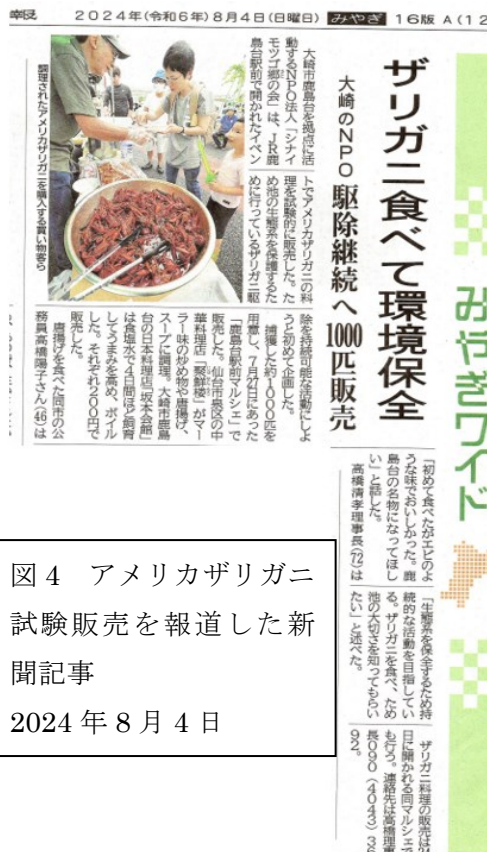 2024年(令和6年)8月4日(日曜日) みやぎ 16版 A(12
みやぎワイド
ザリガニ食べて環境保全
大崎のNPO 駆除継続へ1000匹販売
調理されたアメリカザリガニを購入する買い物客ら
大崎市鹿島台を拠点に活
動するNPO法人「シナイ
モツゴ郷の会」は、JR鹿
島台駅前で開かれたイベン
トでアメリカザリガニの料
理を試験的に販売した。た
め池の生態系を保護するた
めに行っているザリガニ駆
除を持続可能な活動にしよ
うと初めて企画した。
捕獲した約1000匹を
用意し、7月27日にあった
「鹿島台駅前マルシェ」で
販売した。仙台市泉区の中
華料理店「聚鮮楼」がマー
ラー味の炒め物や唐揚げ、
スープに調理。大崎市鹿島
台の日本料理店「坂本会館」
は食塩水で4日間ほど飼育
してうまみを高め、ボイル
した。それぞれ200円で
販売した。
唐揚げを食べた同市の公
務員高橋陽子さん(46)は
「初めて食べたがエビのよ
うな味でおいしかった。鹿
島台の名物になってほし
い」と話した。
高橋清孝理事長(72)は
「生態系を保全するため持
続的な活動を目指してい
る。ザリガニを食べ、ため
池の大切さを知ってもらい
たい」と述べた。
ザリガニ料理の販売は24
日に開かれる同マルシェで
も行う。連絡先は高橋理事
長090(4043)36
92。
図4 アメリカザリガニ
試験販売を報道した新
聞記事
2024年8月4日